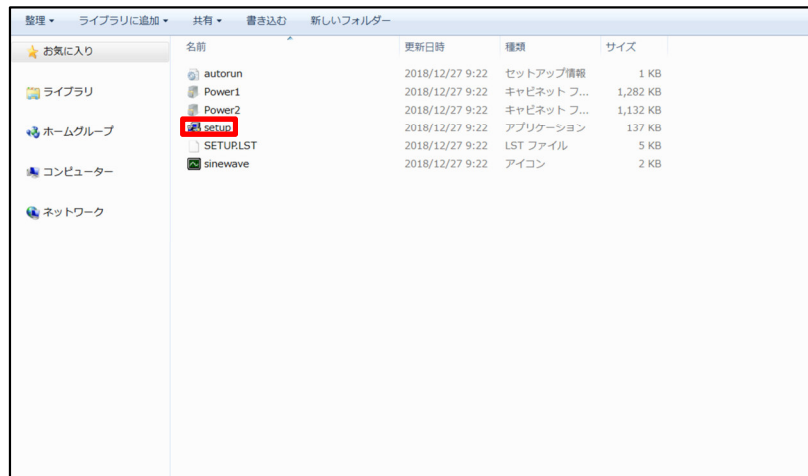 整理 ライブラリに追加 共有 書き込む 新しいフォルダー
お気に入り
ライブラリ
ホームグループ
コンピューター
ネットワーク
名前 更新日時 種類 サイズ
autorun 2018/12/27 9:22 セットアップ情報 1 KB
Power1 2018/12/27 9:22 キャビネット フ... 1,282 KB
Power2 2018/12/27 9:22 キャビネット フ... 1,132 KB
setup 2018/12/27 9:22 アプリケーション 137 KB
SETUP.LST 2018/12/27 9:22 LST ファイル 5 KB
sinewave 2018/12/27 9:22 アイコン 2 KB